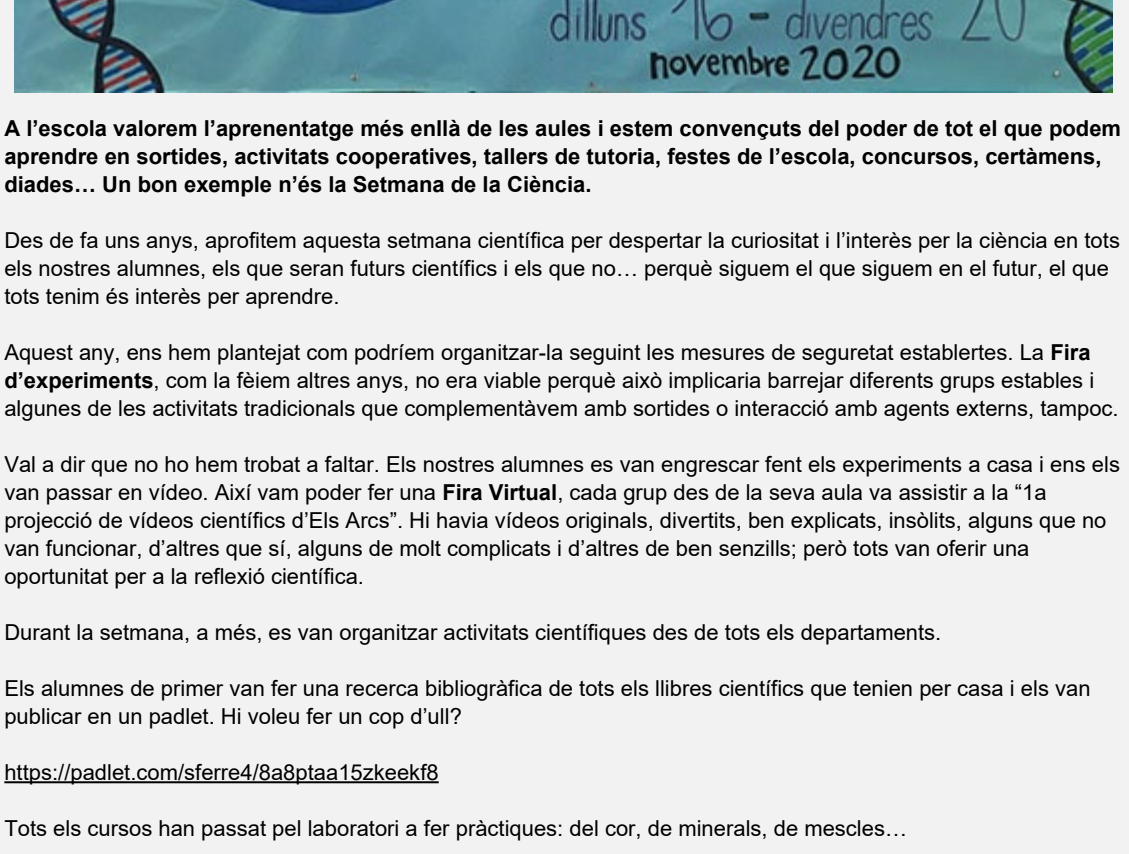 dilluns 16 - divendres 20
novembre 2020
A l’escola valorem l’aprenentatge més enllà de les aules i estem convençuts del poder de tot el que podem
aprendre en sortides, activitats cooperatives, tallers de tutoria, festes de l’escola, concursos, certàmens,
diades… Un bon exemple n’és la Setmana de la Ciència.
Des de fa uns anys, aprofitem aquesta setmana científica per despertar la curiositat i l’interès per la ciència en tots
els nostres alumnes, els que seran futurs científics i els que no… perquè siguem el que siguem en el futur, el que
tots tenim és interès per aprendre.
Aquest any, ens hem plantejat com podríem organitzar-la seguint les mesures de seguretat establertes. La Fira
d’experiments, com la fèiem altres anys, no era viable perquè això implicaria barrejar diferents grups estables i
algunes de les activitats tradicionals que complementàvem amb sortides o interacció amb agents externs, tampoc.
Val a dir que no ho hem trobat a faltar. Els nostres alumnes es van engrescar fent els experiments a casa i ens els
van passar en vídeo. Així vam poder fer una Fira Virtual, cada grup des de la seva aula va assistir a la “1a
projecció de vídeos científics d’Els Arcs”. Hi havia vídeos originals, divertits, ben explicats, insòlits, alguns que no
van funcionar, d’altres que sí, alguns de molt complicats i d’altres de ben senzills; però tots van oferir una
oportunitat per a la reflexió científica.
Durant la setmana, a més, es van organitzar activitats científiques des de tots els departaments.
Els alumnes de primer van fer una recerca bibliogràfica de tots els llibres científics que tenien per casa i els van
publicar en un padlet. Hi voleu fer un cop d’ull?
https://padlet.com/sferre4/8a8ptaa15zkeekf8
Tots els cursos han passat pel laboratori a fer pràctiques: del cor, de minerals, de mescles…